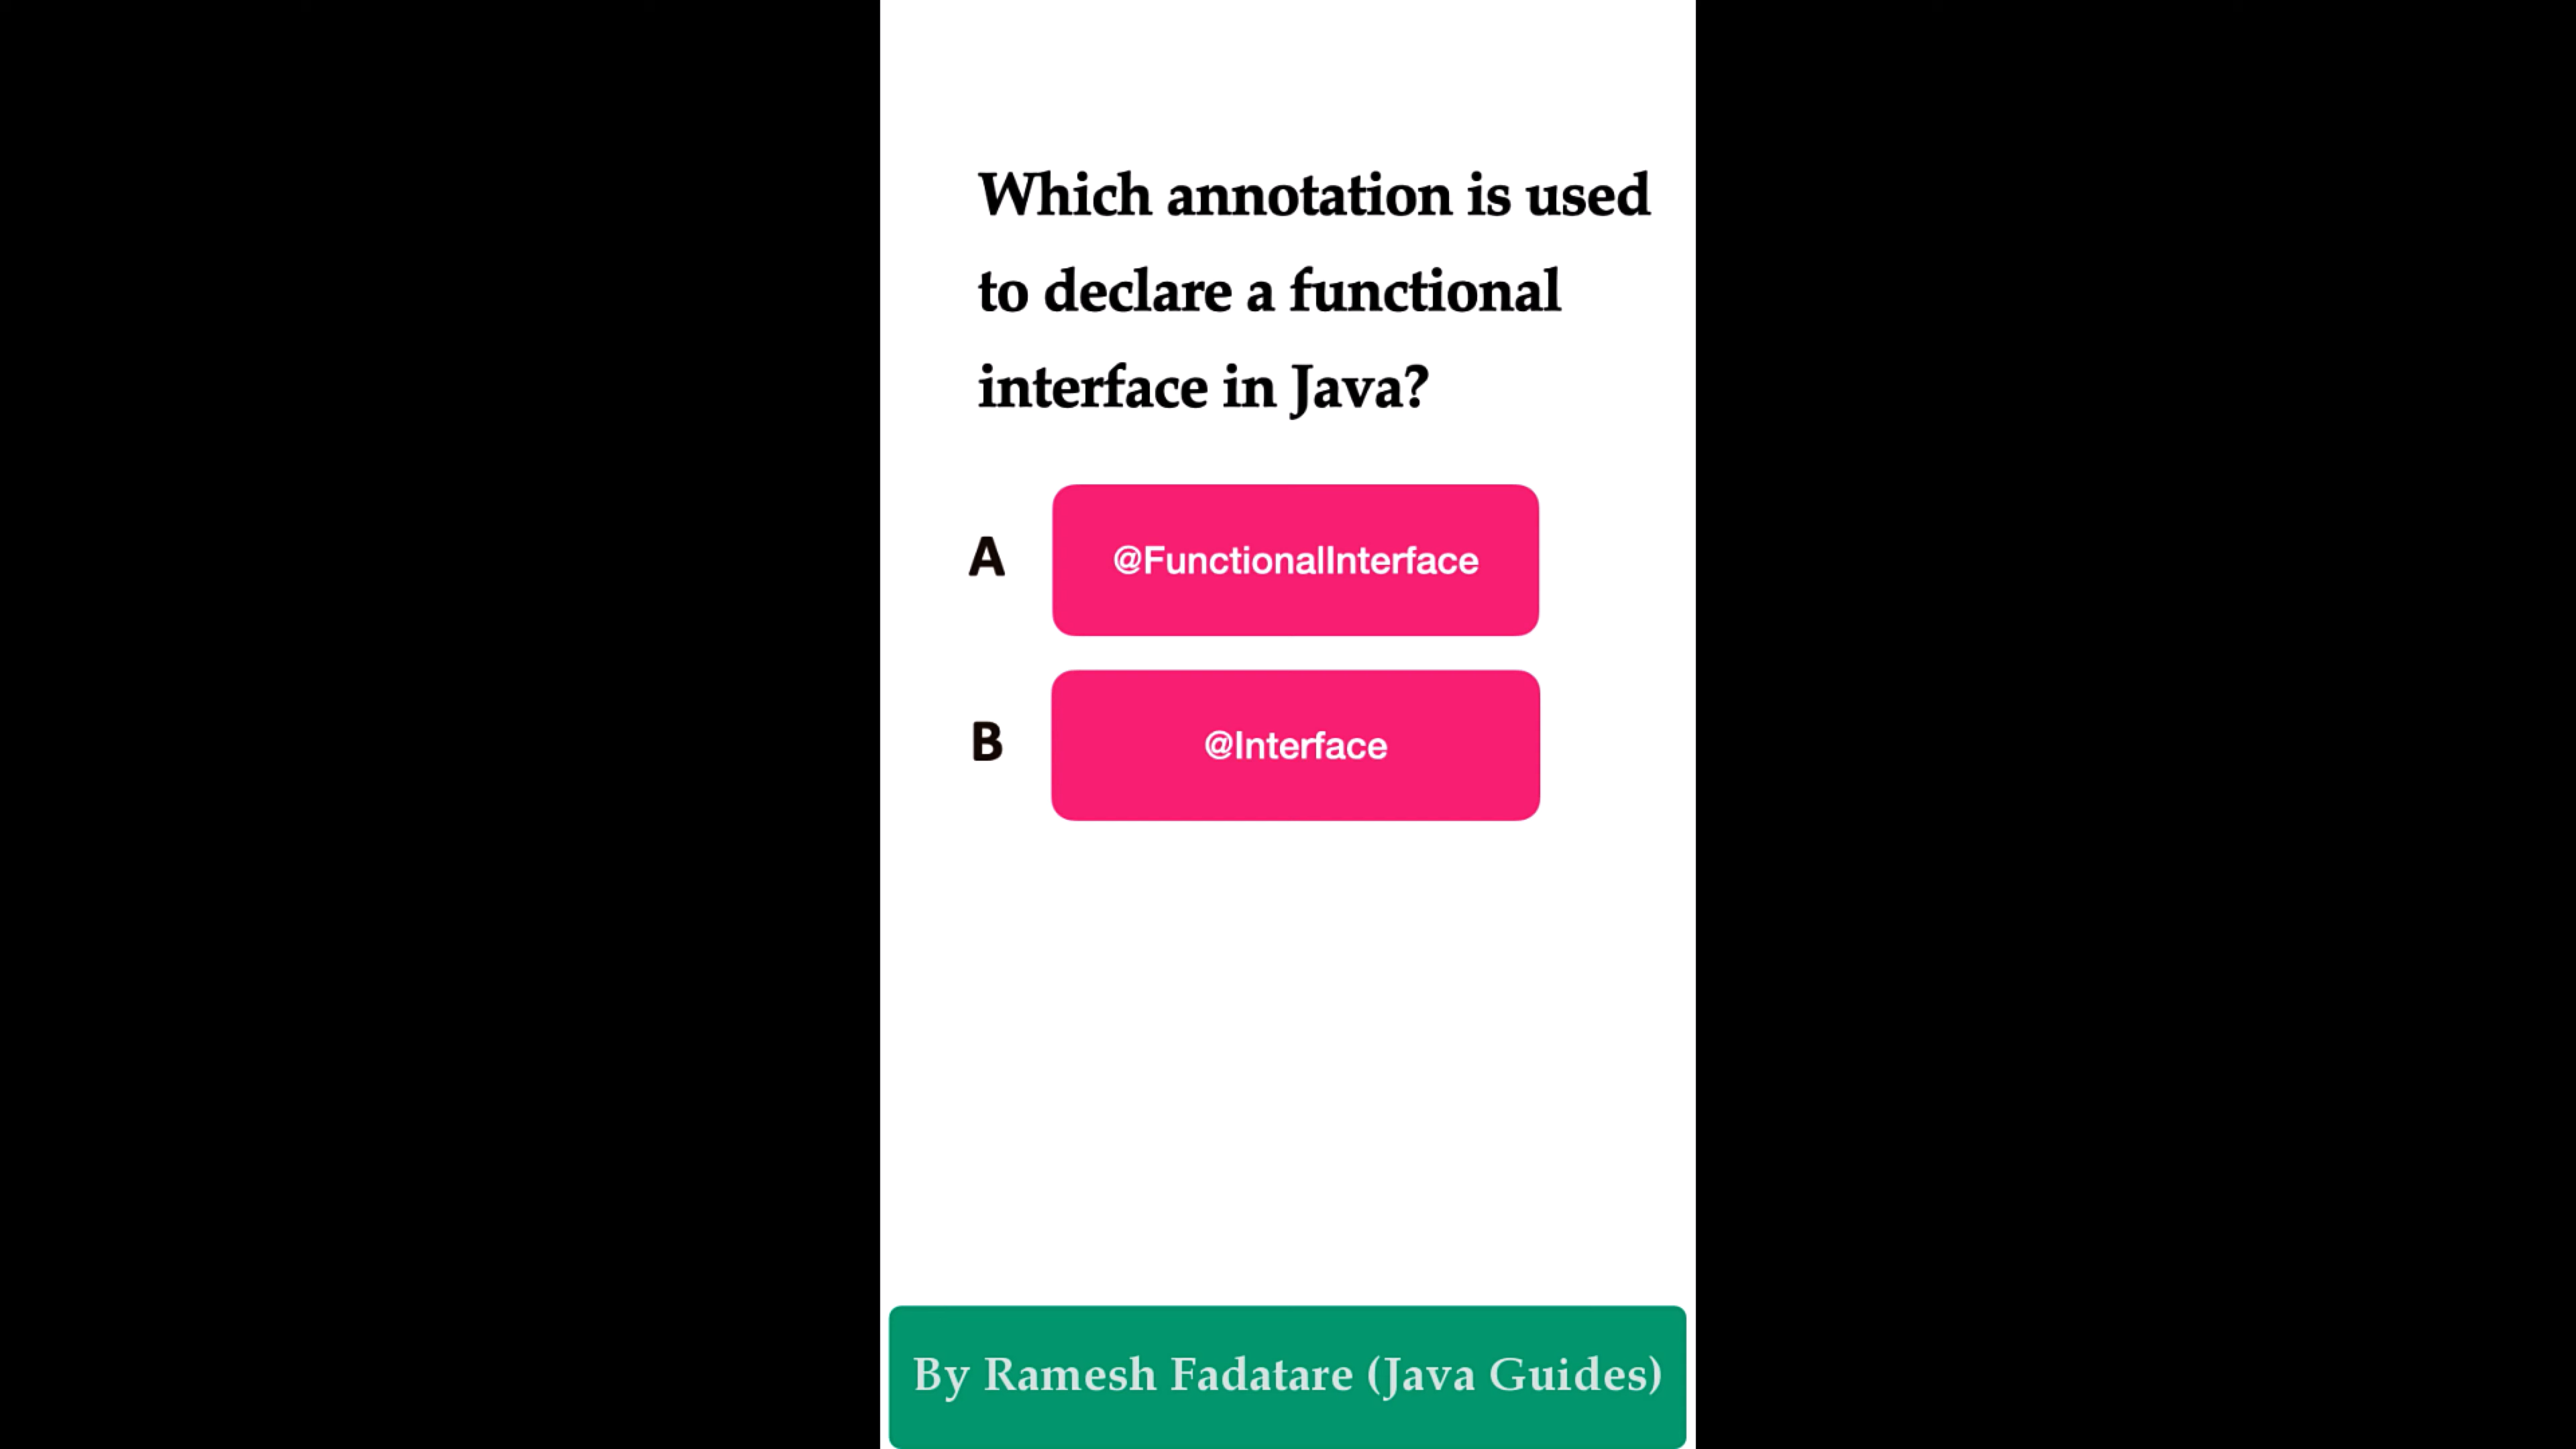 Which annotation is used
to declare a functional
interface in Java?
A @FunctionalInterface
B @Interface
By Ramesh Fadatare (Java Guides)